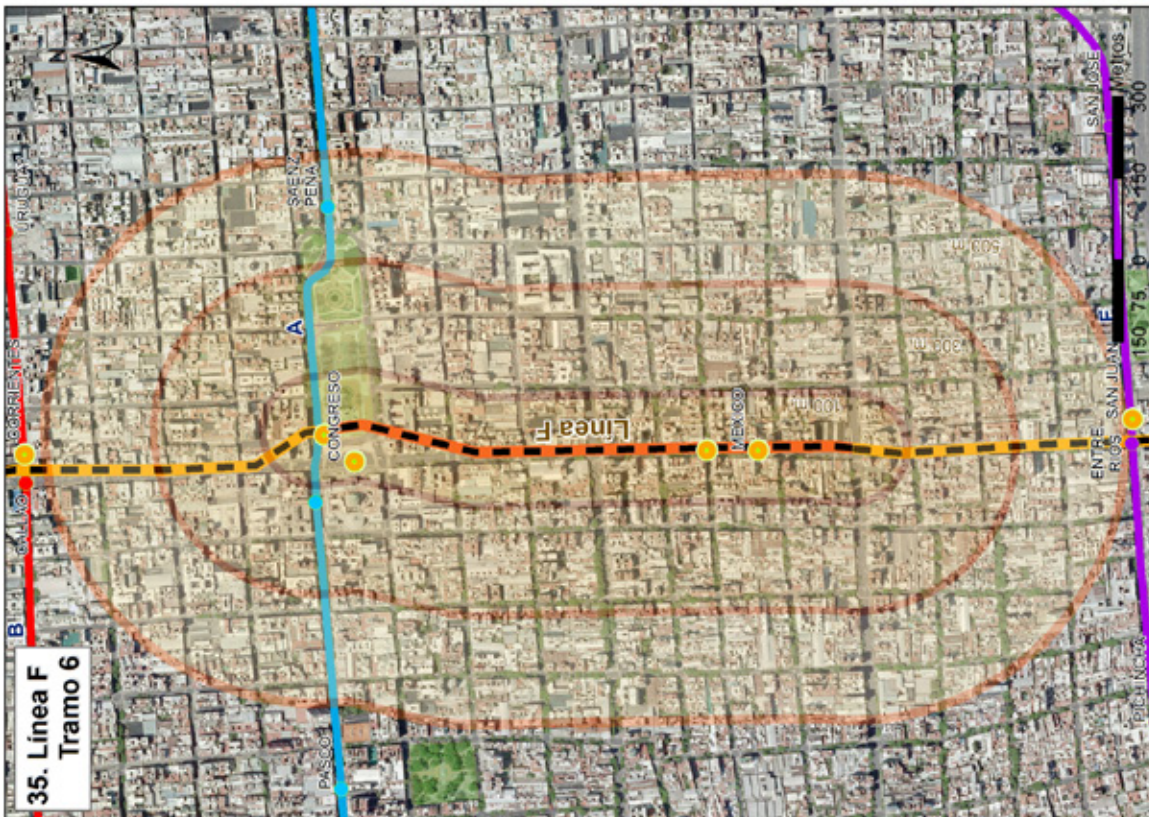 35. Línea F
Tramo 6
B
CALLAO
CORRIENTES
URUGUAY
PASCO
A
CONGRESO
SAENZ
PEÑA
Línea F
MEXICO
100 m.
300 m.
503 m.
PICHINCHA
ENTRE
RIOS
SAN JUAN
E
SAN JOSE
150 75 0 150 300
Metros